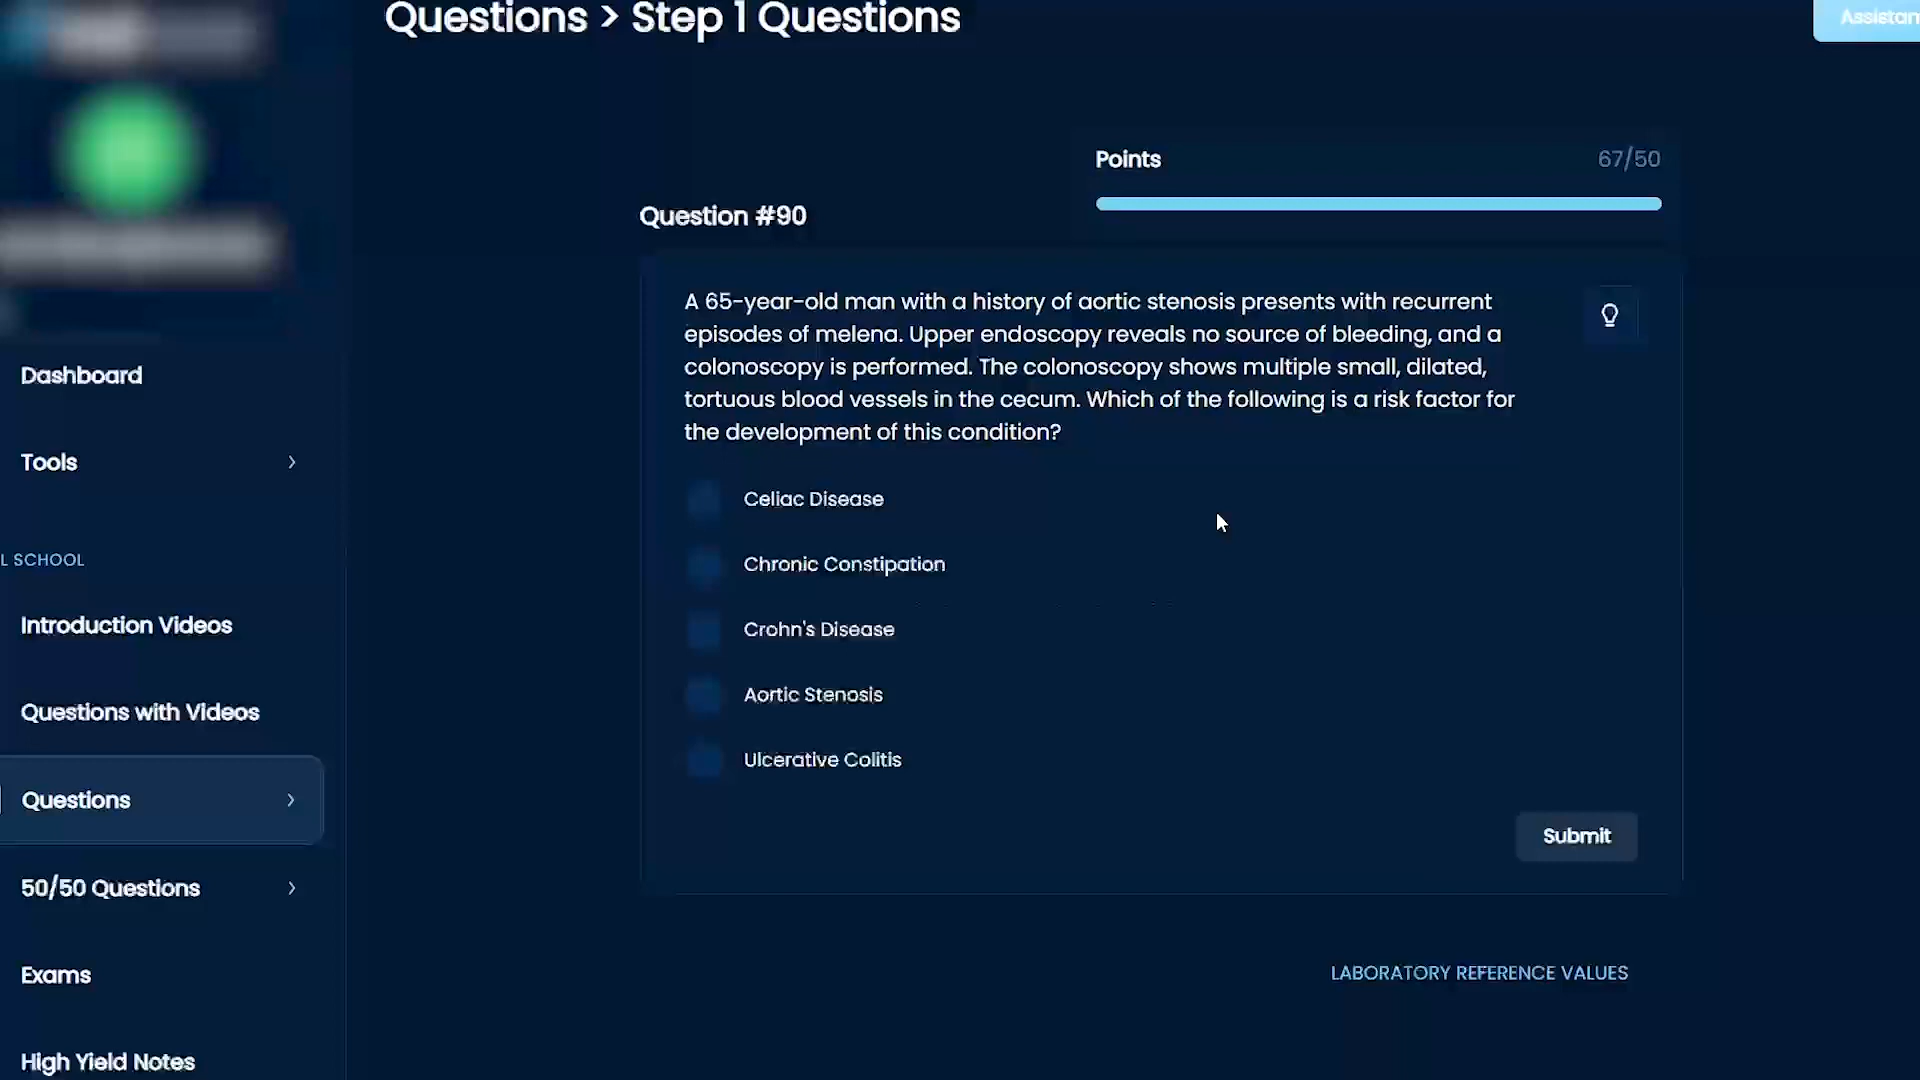 Questions > Step 1 Questions
Points
67/50
Question #90
A 65-year-old man with a history of aortic stenosis presents with recurrent
episodes of melena. Upper endoscopy reveals no source of bleeding, and a
colonoscopy is performed. The colonoscopy shows multiple small, dilated,
tortuous blood vessels in the cecum. Which of the following is a risk factor for
the development of this condition?
Celiac Disease
Chronic Constipation
Crohn's Disease
Aortic Stenosis
Ulcerative Colitis
Submit
LABORATORY REFERENCE VALUES
Dashboard
Tools
L SCHOOL
Introduction Videos
Questions with Videos
Questions
50/50 Questions
Exams
High Yield Notes